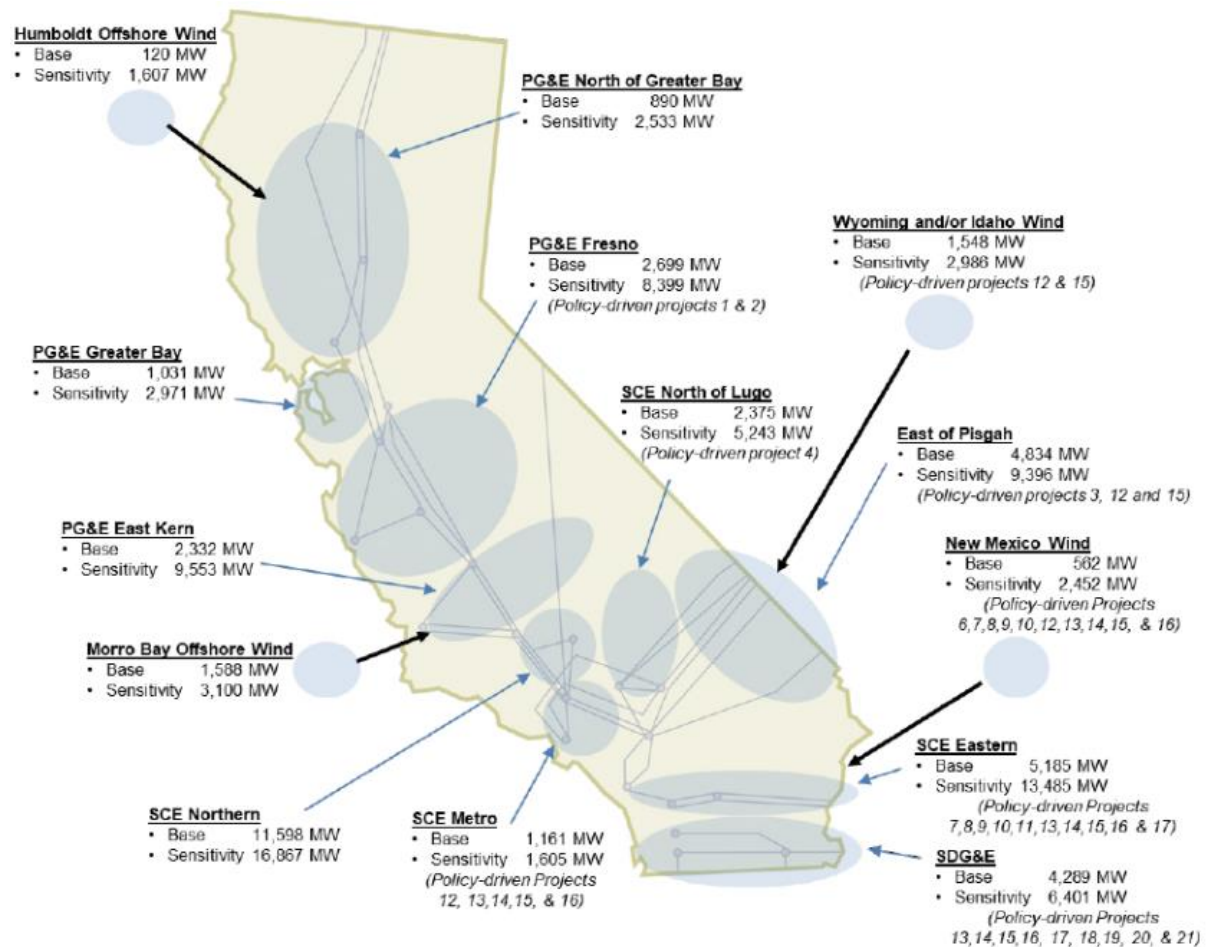 Humboldt Offshore Wind
• Base 120 MW
• Sensitivity 1,607 MW
PG&E North of Greater Bay
• Base 890 MW
• Sensitivity 2,533 MW
Wyoming and/or Idaho Wind
• Base 1,548 MW
• Sensitivity 2,986 MW
(Policy-driven projects 12 & 15)
PG&E Fresno
• Base 2,699 MW
• Sensitivity 8,399 MW
(Policy-driven projects 1 & 2)
PG&E Greater Bay
• Base 1,031 MW
• Sensitivity 2,971 MW
SCE North of Lugo
• Base 2,375 MW
• Sensitivity 5,243 MW
(Policy-driven project 4)
East of Pisgah
• Base 4,834 MW
• Sensitivity 9,396 MW
(Policy-driven projects 3, 12 and 15)
PG&E East Kern
• Base 2,332 MW
• Sensitivity 9,553 MW
New Mexico Wind
• Base 562 MW
• Sensitivity 2,452 MW
(Policy-driven Projects
6,7,8,9,10,12,13,14,15, & 16)
Morro Bay Offshore Wind
• Base 1,588 MW
• Sensitivity 3,100 MW
SCE Eastern
• Base 5,185 MW
• Sensitivity 13,485 MW
(Policy-driven Projects
7,8,9,10,11,13,14,15,16 & 17)
SCE Northern
• Base 11,598 MW
• Sensitivity 16,867 MW
SCE Metro
• Base 1,161 MW
• Sensitivity 1,605 MW
(Policy-driven Projects
12, 13,14,15, & 16)
SDG&E
• Base 4,289 MW
• Sensitivity 6,401 MW
(Policy-driven Projects
13,14,15,16, 17, 18,19, 20, & 21)